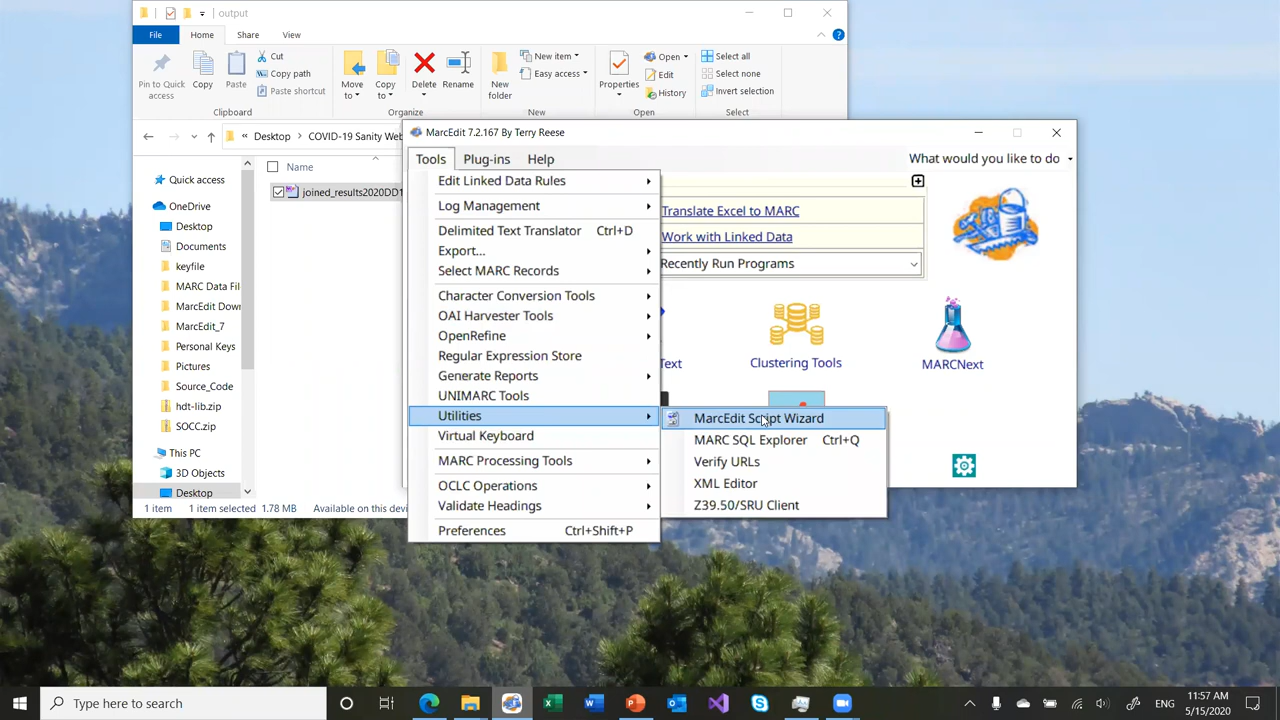 output
File
Home
Share
View
Pin to Quick
access
Copy
Paste
Cut
Copy path
Paste shortcut
Move
to
Copy
to
Delete
Rename
New
folder
New item
Easy access
Properties
Open
Edit
History
Select all
Select none
Invert selection
Clipboard
Organize
New
Open
Select
« Desktop
COVID-19 Sanity Web
Quick access
OneDrive
Desktop
Documents
keyfile
MARC Data Fil
MarcEdit Down
MarcEdit_7
Personal Keys
Pictures
Source_Code
hdt-lib.zip
SOCC.zip
This PC
3D Objects
Desktop
Name
joined_results2020DD1
1 item
1 item selected
1.78 MB
Available on this devi
MarcEdit 7.2.167 By Terry Reese
Tools
Plug-ins
Help
What would you like to do
Edit Linked Data Rules
Log Management
Delimited Text Translator Ctrl+D
Export...
Select MARC Records
Character Conversion Tools
OAI Harvester Tools
OpenRefine
Regular Expression Store
Generate Reports
UNIMARC Tools
Utilities
Virtual Keyboard
MARC Processing Tools
OCLC Operations
Validate Headings
Preferences Ctrl+Shift+P
Translate Excel to MARC
Work with Linked Data
Recently Run Programs
Text
Clustering Tools
MARCNext
MarcEdit Script Wizard
MARC SQL Explorer Ctrl+Q
Verify URLs
XML Editor
Z39.50/SRU Client
Type here to search
ENG
11:57 AM
5/15/2020